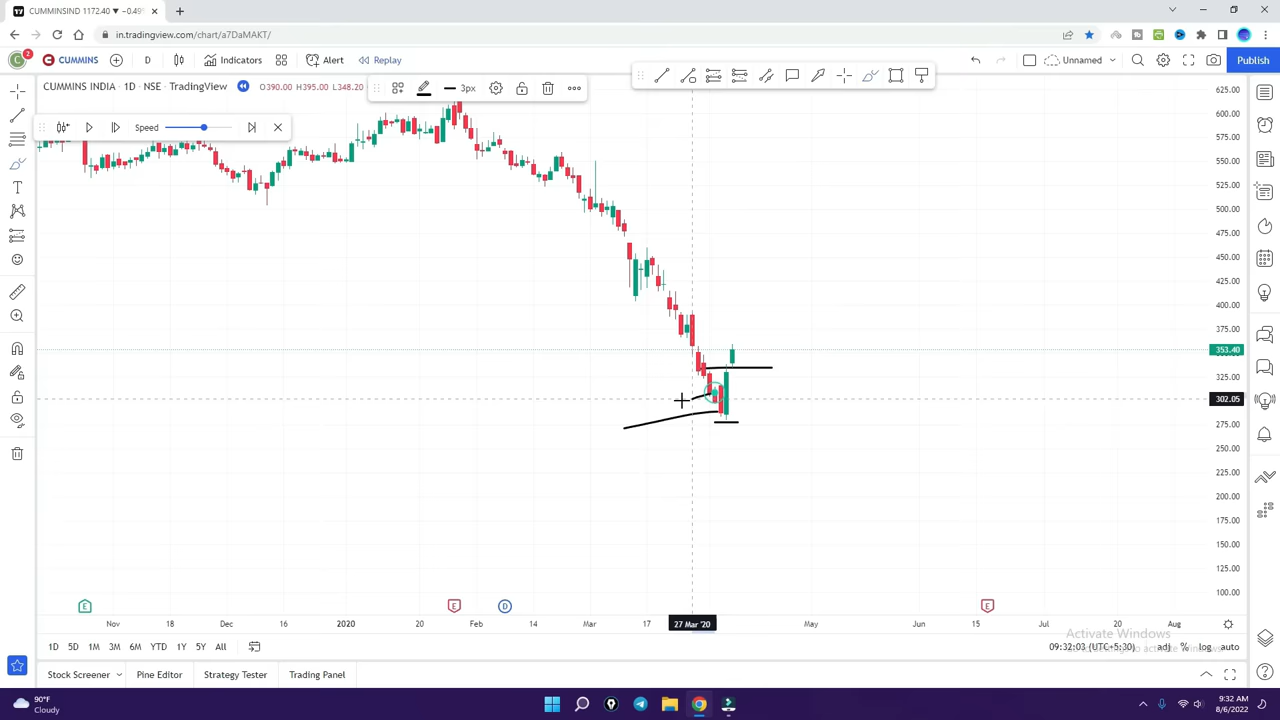 CUMMINSIND 1172.40 ▼ −0.49%
in.tradingview.com/chart/a7DaMAKT/
2
CUMMINS
D
Indicators
Alert
Replay
Unnamed
Publish
CUMMINS INDIA · 1D · NSE · TradingView
O390.00 H395.00 L348.20
3px
Speed
625.00
600.00
575.00
550.00
525.00
500.00
475.00
450.00
425.00
400.00
375.00
353.40
325.00
302.05
275.00
250.00
225.00
200.00
175.00
150.00
125.00
100.00
E
E
D
E
Nov
18
Dec
16
2020
20
Feb
14
Mar
17
27 Mar '20
May
18
Jun
15
Jul
20
Aug
1D
5D
1M
3M
6M
YTD
1Y
5Y
All
Activate Windows
09:32:03 (UTC+5:30)
adj
%
log
auto
Stock Screener
Pine Editor
Strategy Tester
Trading Panel
90°F
Cloudy
9:32 AM
8/6/2022